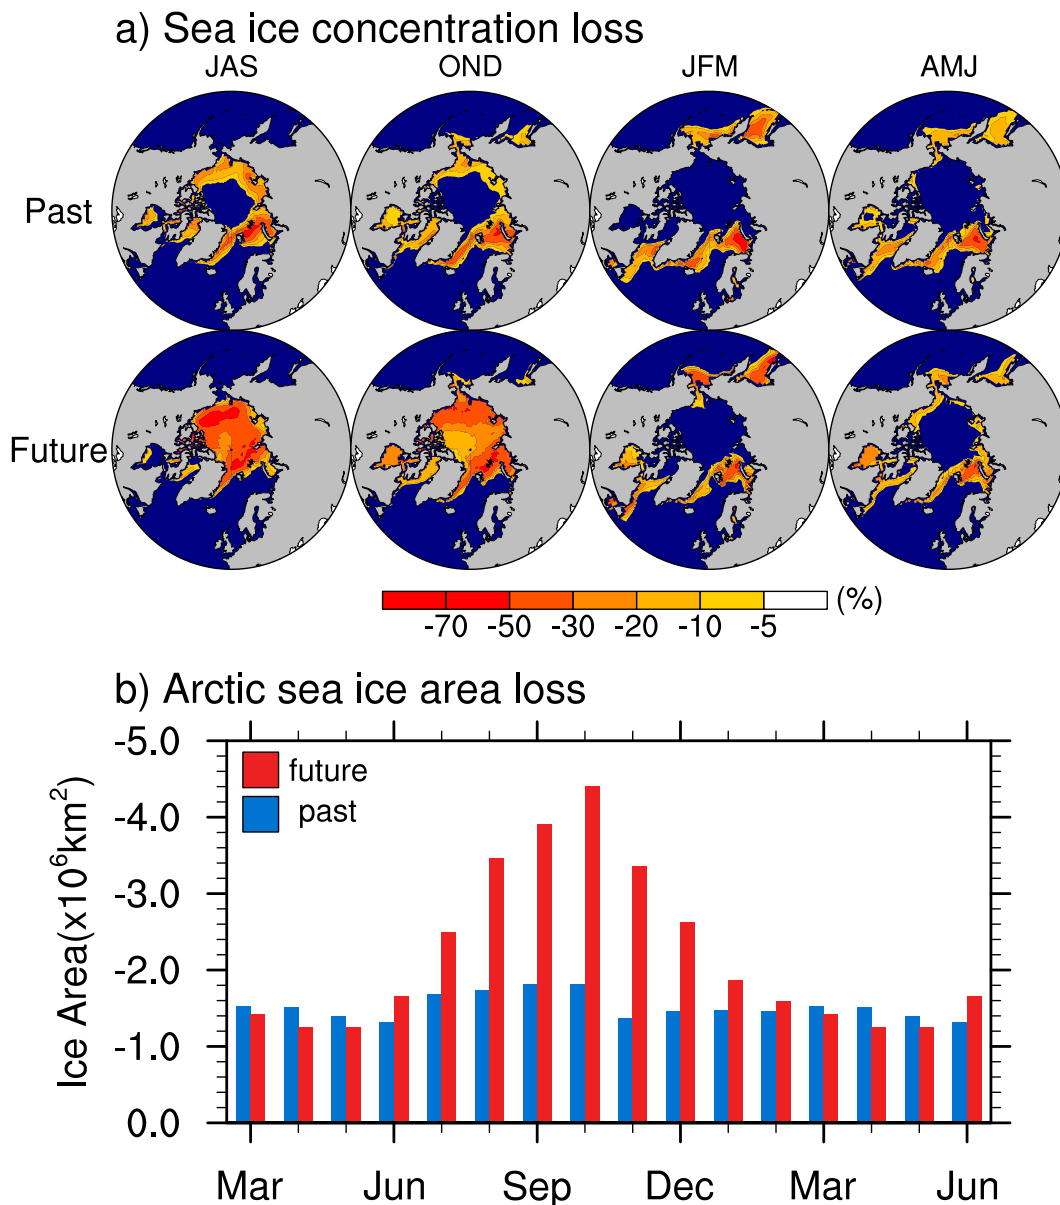 a) Sea ice concentration loss
JAS OND JFM AMJ
Past
Future
(%)
-70 -50 -30 -20 -10 -5
b) Arctic sea ice area loss
-5.0
future
past
-4.0
-3.0
-2.0
-1.0
0.0
Ice Area(x10⁶km²)
Mar Jun Sep Dec Mar Jun